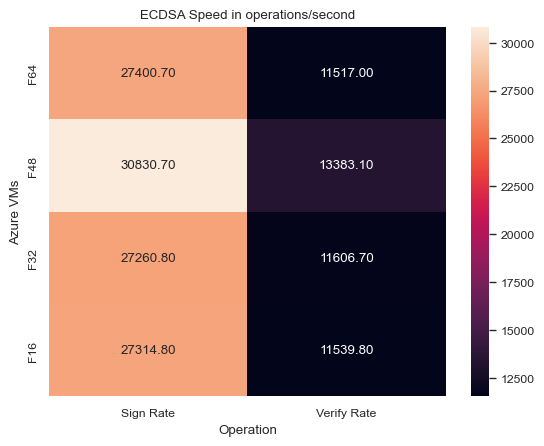 ECDSA Speed in operations/second
F64
27400.70
11517.00
F48
30830.70
13383.10
F32
27260.80
11606.70
F16
27314.80
11539.80
Azure VMs
Sign Rate
Verify Rate
Operation
30000
27500
25000
22500
20000
17500
15000
12500